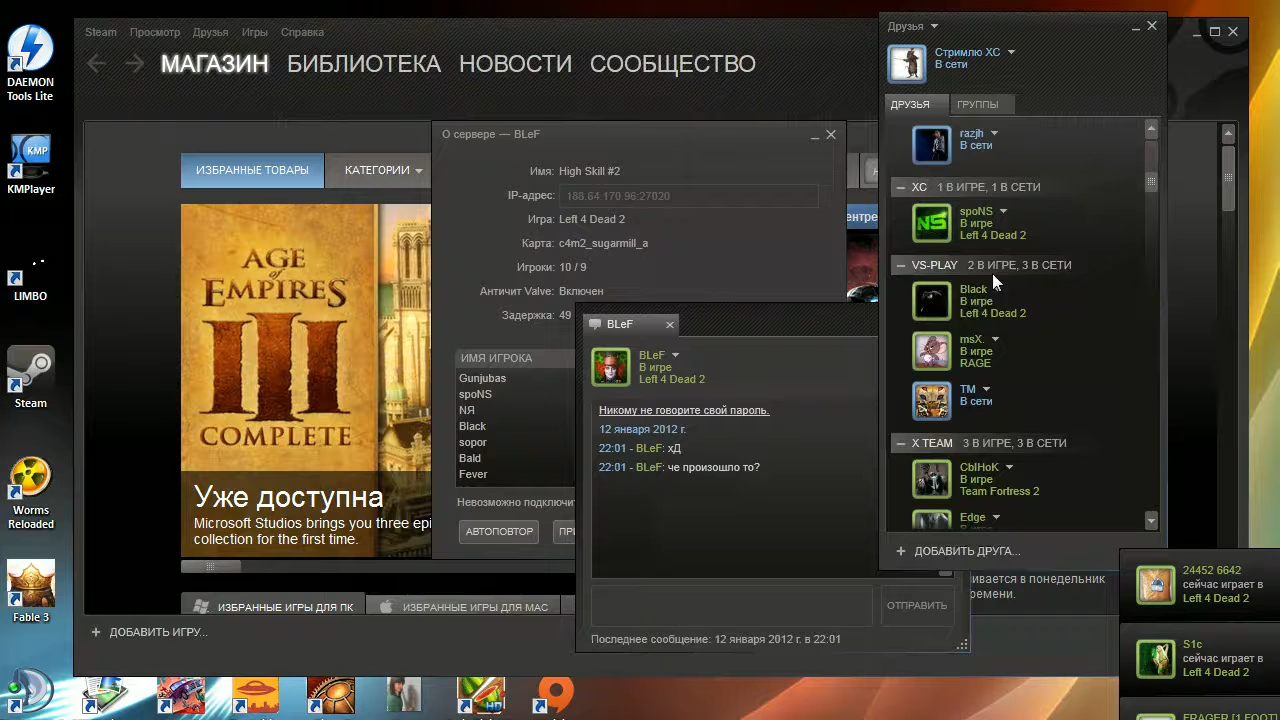 DAEMON
Tools Lite
KMPlayer
LIMBO
Steam
Worms
Reloaded
Fable 3
Steam Просмотр Друзья Игры Справка
МАГАЗИН БИБЛИОТЕКА НОВОСТИ СООБЩЕСТВО
ИЗБРАННЫЕ ТОВАРЫ КАТЕГОРИИ
AGE
of
EMPIRES
III
COMPLETE
Уже доступна
Microsoft Studios brings you three epi
collection for the first time.
ИЗБРАННЫЕ ИГРЫ ДЛЯ ПК ИЗБРАННЫЕ ИГРЫ ДЛЯ MAC
+ ДОБАВИТЬ ИГРУ...
О сервере — BLeF
Имя: High Skill #2
IP-адрес: 188.64.170.96:27020
Игра: Left 4 Dead 2
Карта: c4m2_sugarmill_a
Игроки: 10 / 9
Античит Valve: Включен
Задержка: 49
ИМЯ ИГРОКА
Gunjubas
spoNS
NЯ
Black
sopor
Bald
Fever
Невозможно подключит
АВТОПОВТОР ПРИ
BLeF
BLeF
В игре
Left 4 Dead 2
Никому не говорите свой пароль.
12 января 2012 г.
22:01 - BLeF: хД
22:01 - BLeF: че произошло то?
ОТПРАВИТЬ
Последнее сообщение: 12 января 2012 г. в 22:01
Друзья
Стримлю ХС
В сети
ДРУЗЬЯ ГРУППЫ
razjh
В сети
XC 1 В ИГРЕ, 1 В СЕТИ
spoNS
В игре
Left 4 Dead 2
VS-PLAY 2 В ИГРЕ, 3 В СЕТИ
Black
В игре
Left 4 Dead 2
msX.
В игре
RAGE
TM
В сети
X TEAM 3 В ИГРЕ, 3 В СЕТИ
CblHoK
В игре
Team Fortress 2
Edge
+ ДОБАВИТЬ ДРУГА...
ентре
ивается в понедельник
ремени.
24452 6642
сейчас играет в
Left 4 Dead 2
S1c
сейчас играет в
Left 4 Dead 2
FRAGER [1 FOOT]
HD